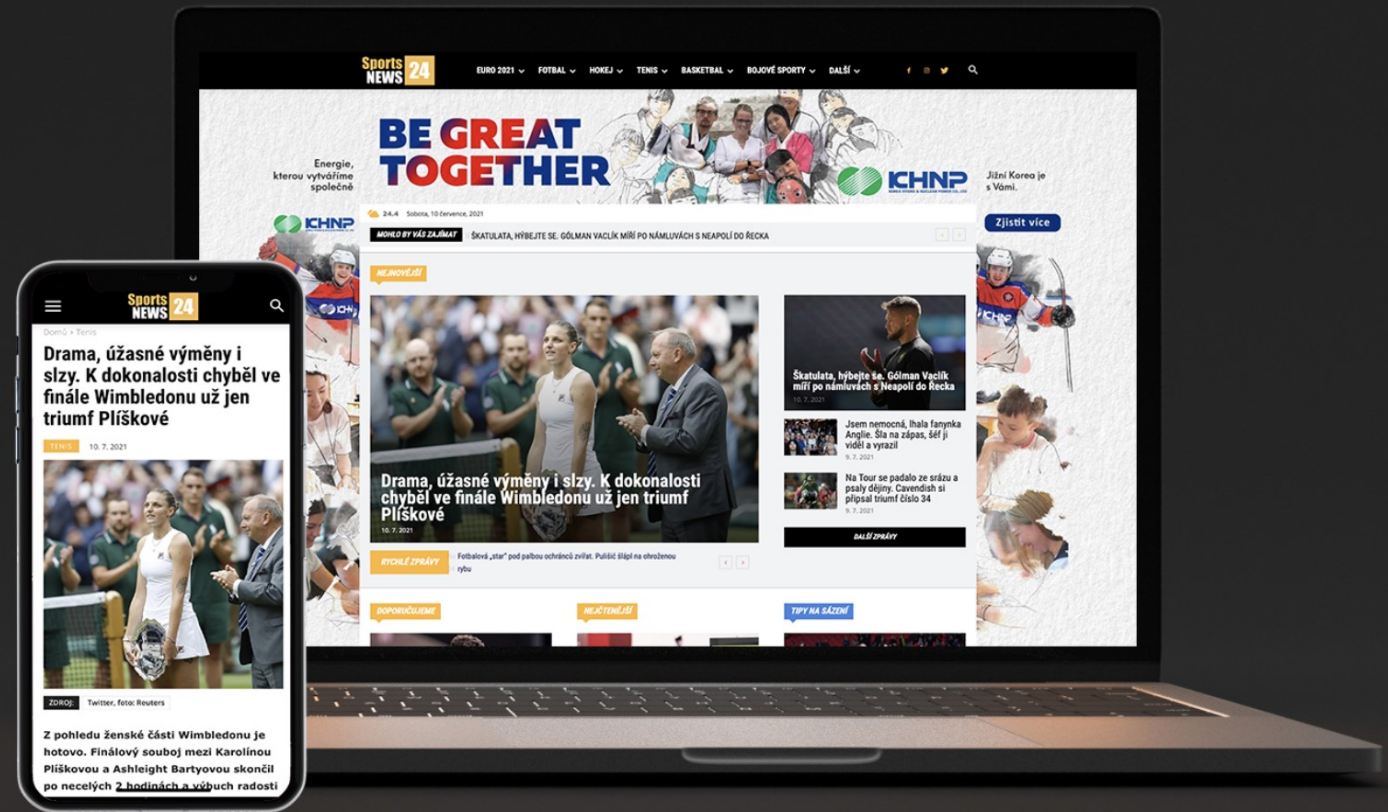 Sports
NEWS 24
EURO 2021
FOTBAL
HOKEJ
TENIS
BASKETBAL
BOJOVÉ SPORTY
DALŠÍ
BE GREAT
TOGETHER
Energie,
kterou vytváříme
společně
KHNP
KOREA HYDRO & NUCLEAR POWER CO., LTD
Jižní Korea je
s Vámi.
KHNP
Zjistit více
24.4 Sobota, 10 července, 2021
MOHLO BY VÁS ZAJÍMAT
ŠKATULATA, HÝBEJTE SE. GÓLMAN VACLÍK MÍŘÍ PO NÁMLUVÁCH S NEAPOLÍ DO ŘECKA
NEJNOVĚJŠÍ
Drama, úžasné výměny i slzy. K dokonalosti
chyběl ve finále Wimbledonu už jen triumf
Plíškové
10. 7. 2021
Škatulata, hýbejte se. Gólman Vaclík
míří po námluvách s Neapolí do Řecka
10. 7. 2021
Jsem nemocná, lhala fanynka
Anglie. Šla na zápas, šéf ji
viděl a vyrazil
9. 7. 2021
Na Tour se padalo ze srázu a
psaly dějiny. Cavendish si
připsal triumf číslo 34
9. 7. 2021
DALŠÍ ZPRÁVY
RYCHLÉ ZPRÁVY
Fotbalová „star" pod palbou ochránců zvířat. Pulišič šlápl na ohroženou
rybu
DOPORUČUJEME
NEJČTENĚJŠÍ
TIPY NA SÁZENÍ
Sports
NEWS 24
Domů » Tenis
Drama, úžasné výměny i
slzy. K dokonalosti chyběl ve
finále Wimbledonu už jen
triumf Plíškové
TENIS
10. 7. 2021
ZDROJ:
Twitter, foto: Reuters
Z pohledu ženské části Wimbledonu je
hotovo. Finálový souboj mezi Karolínou
Plíškovou a Ashleight Bartyovou skončil
po necelých 2 hodinách a výbuch radosti